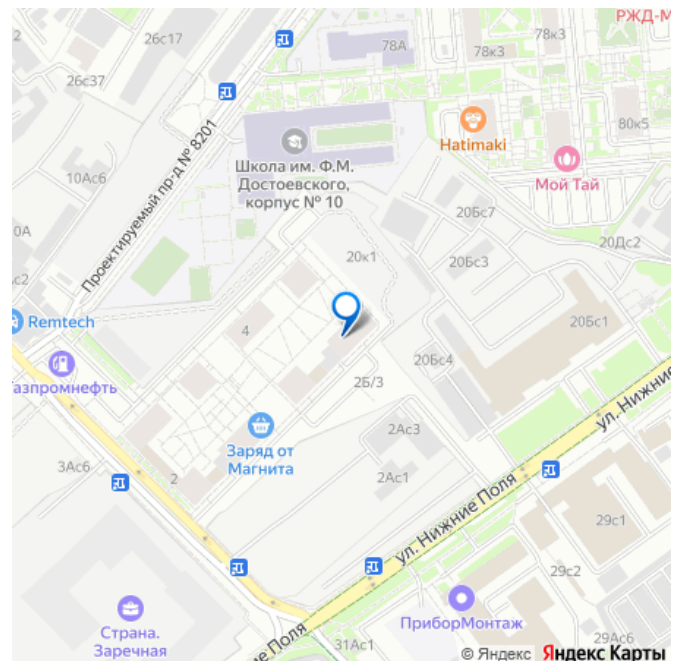 РЖД-М
26с17
78А
78к3
78к3
26с37
Hatimaki
80к5
Проектируемый пр-д № 8201
Школа им. Ф.М.
Достоевского,
корпус № 10
Мой Тай
10Ас6
20Бс7
0А
20Дс2
20к1
20Бс3
с2
Remtech
4
20Бс1
20Бс4
Газпромнефть
2Б/3
ул. Нижние
Заряд от
Магнита
2Ас3
3Ас6
2
2Ас1
ул. Нижние Поля
29с1
29с2
Страна.
Заречная
ПриборМонтаж
Нижние Поля
31Ас1
29Ас6
© Яндекс Яндекс Карты